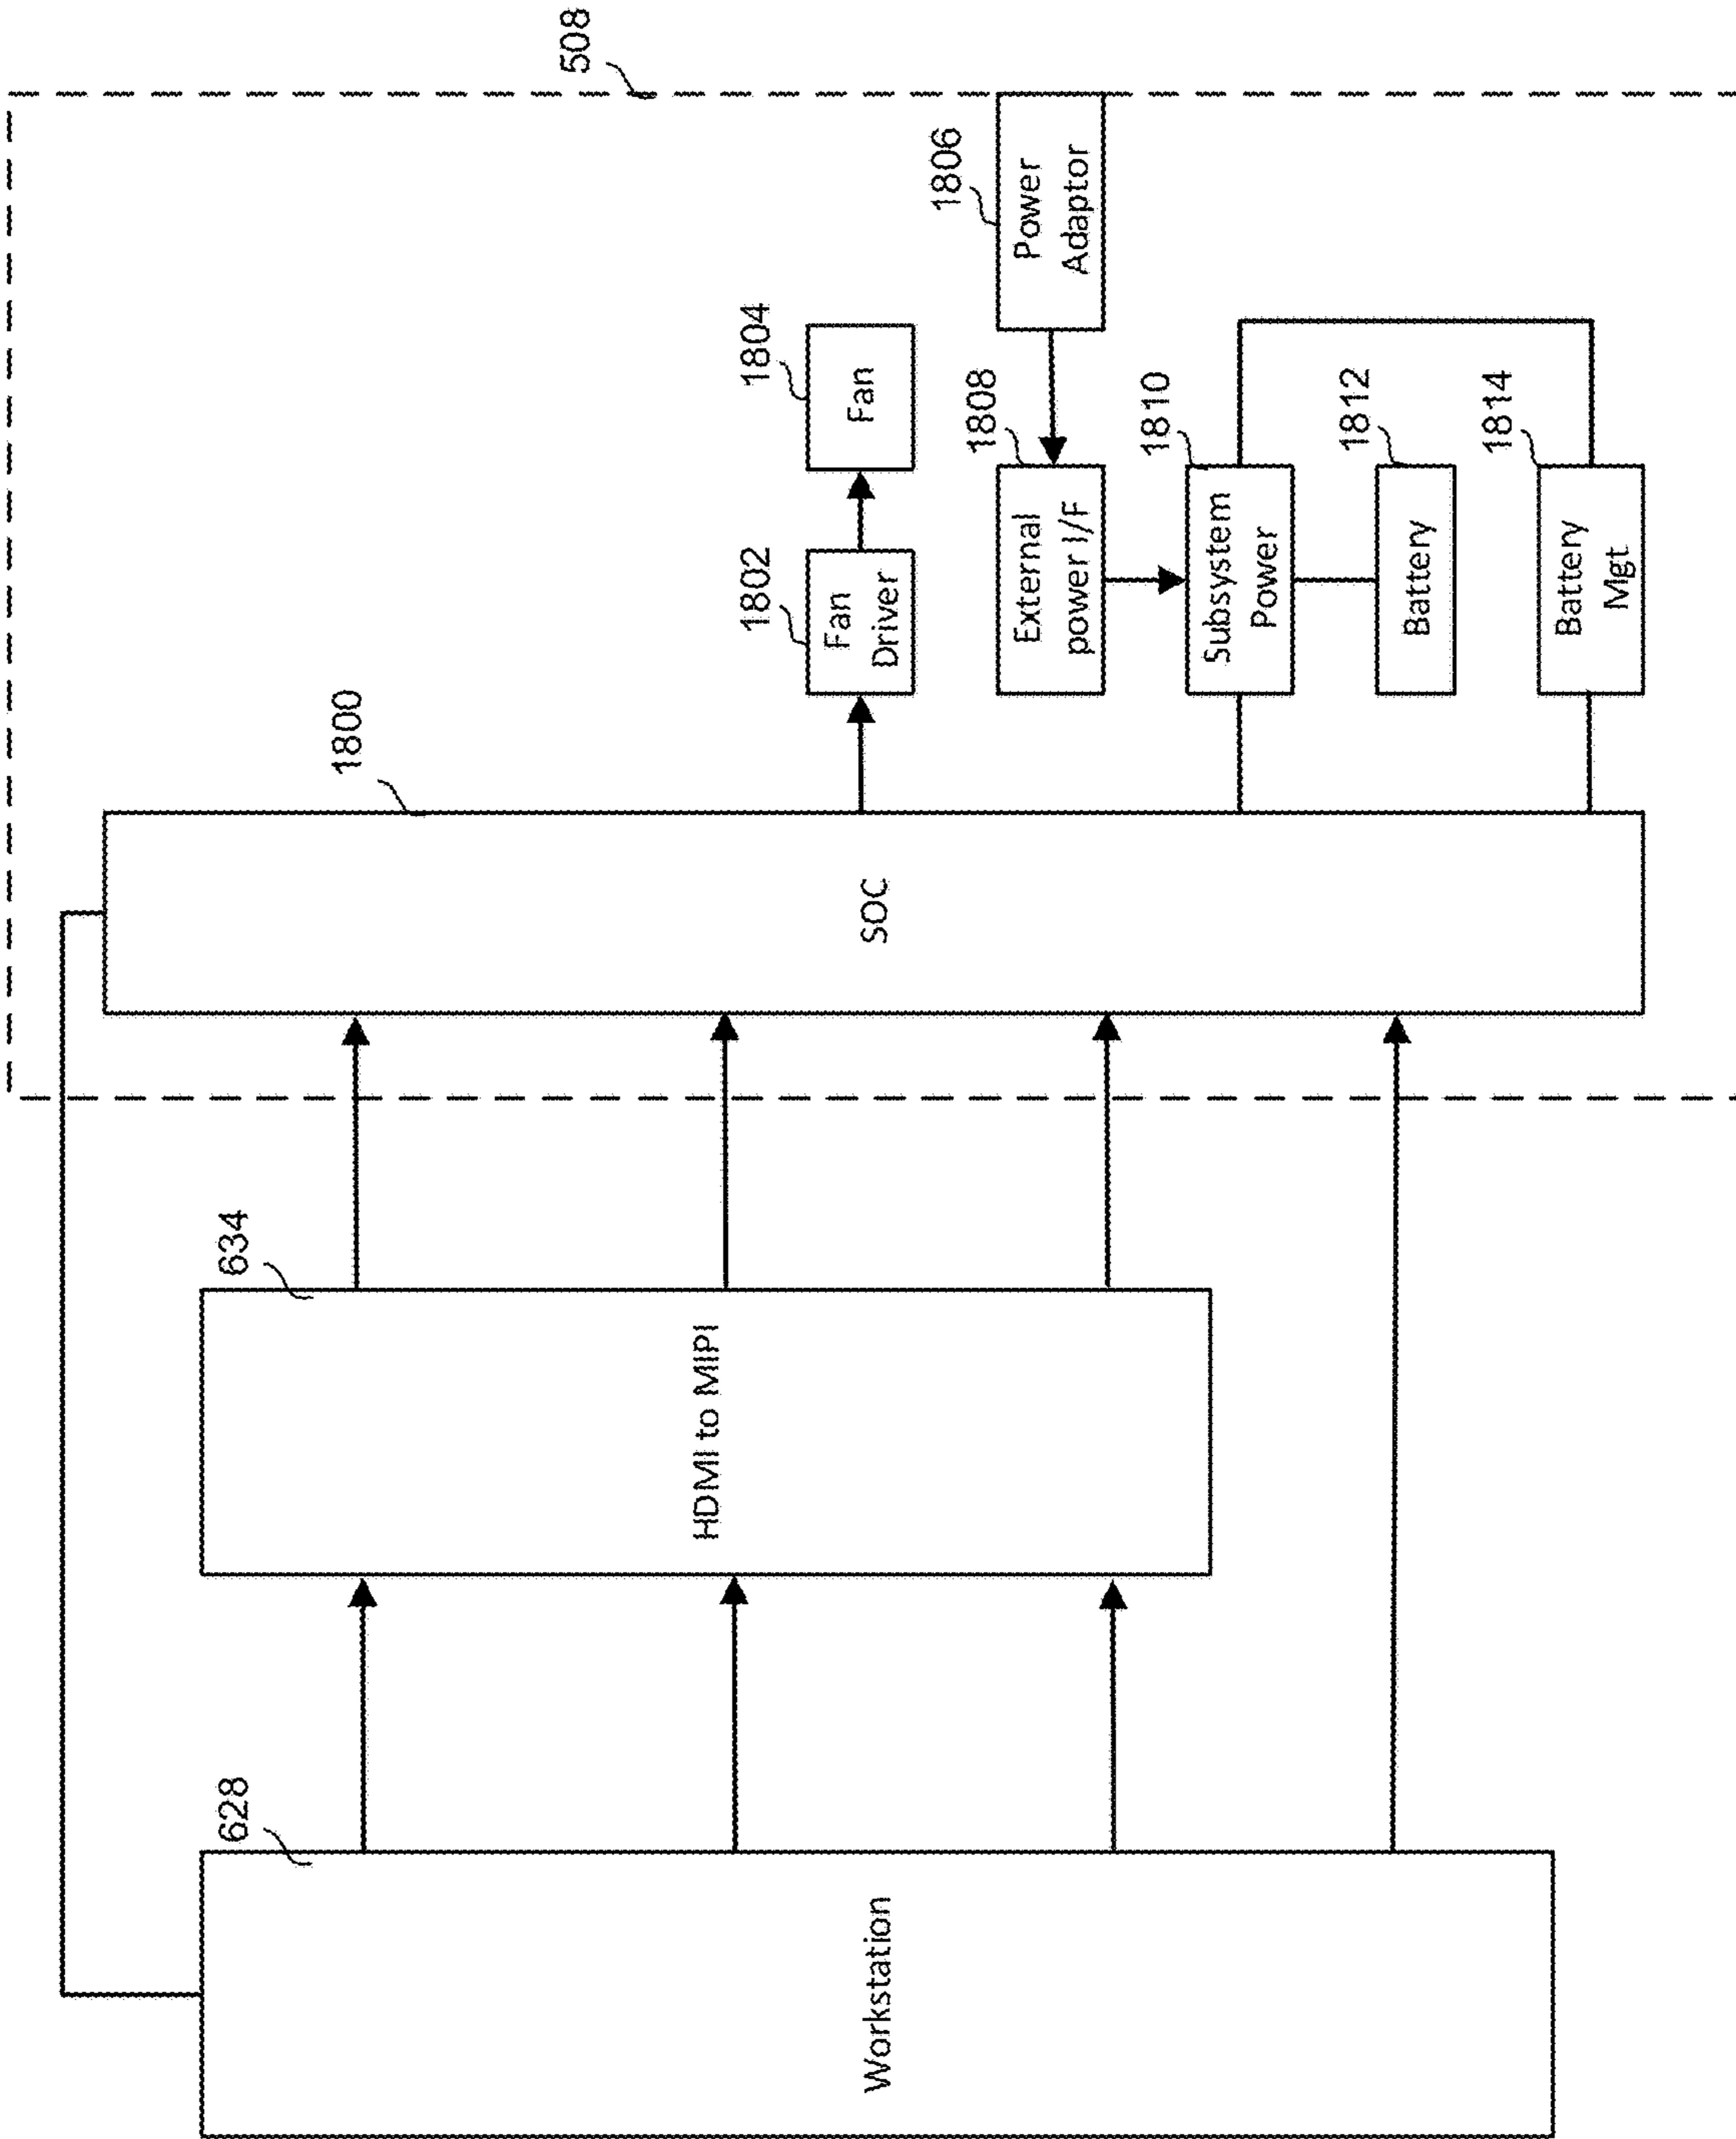 508
1800
SOC
1802
Fan
Driver
1804
Fan
1806
Power
Adaptor
1808
External
power I/F
1810
Subsystem
Power
1812
Battery
1814
Battery
Mgt
634
HDMI to MIPI
628
Workstation